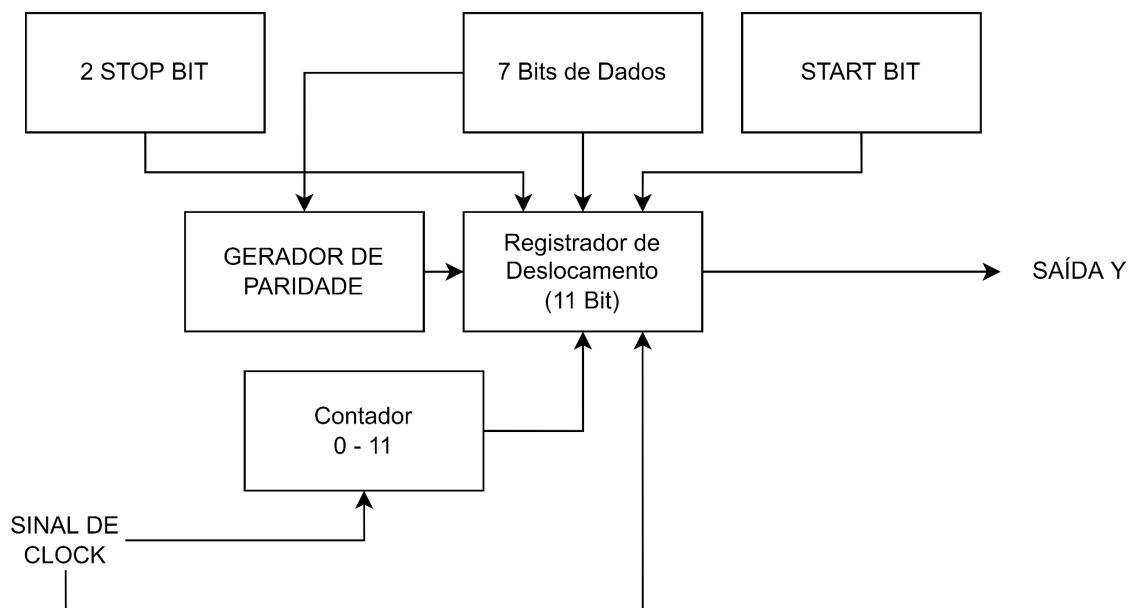 2 STOP BIT
7 Bits de Dados
START BIT
GERADOR DE
PARIDADE
Registrador de
Deslocamento
(11 Bit)
SAÍDA Y
Contador
0 - 11
SINAL DE
CLOCK